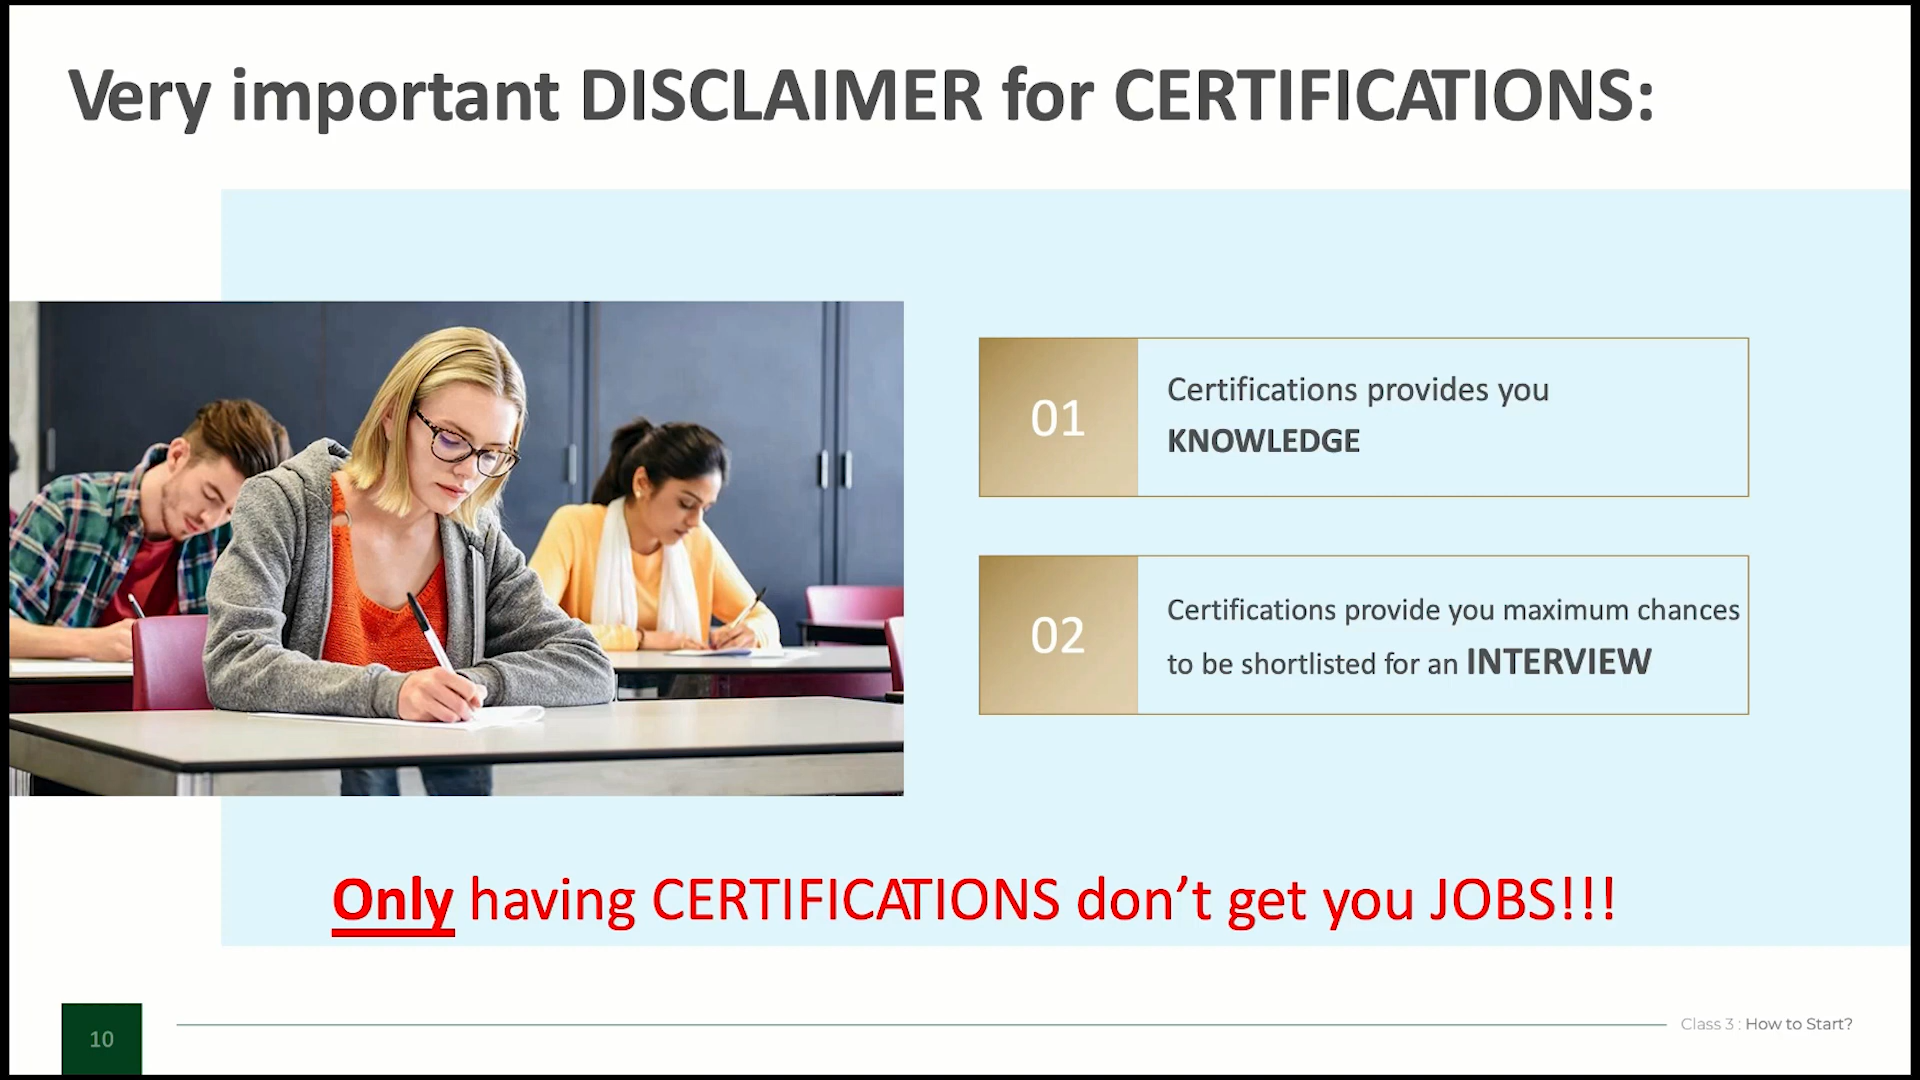 Very important DISCLAIMER for CERTIFICATIONS:
01
Certifications provides you
KNOWLEDGE
02
Certifications provide you maximum chances
to be shortlisted for an INTERVIEW
Only having CERTIFICATIONS don’t get you JOBS!!!
10
Class 3 : How to Start?